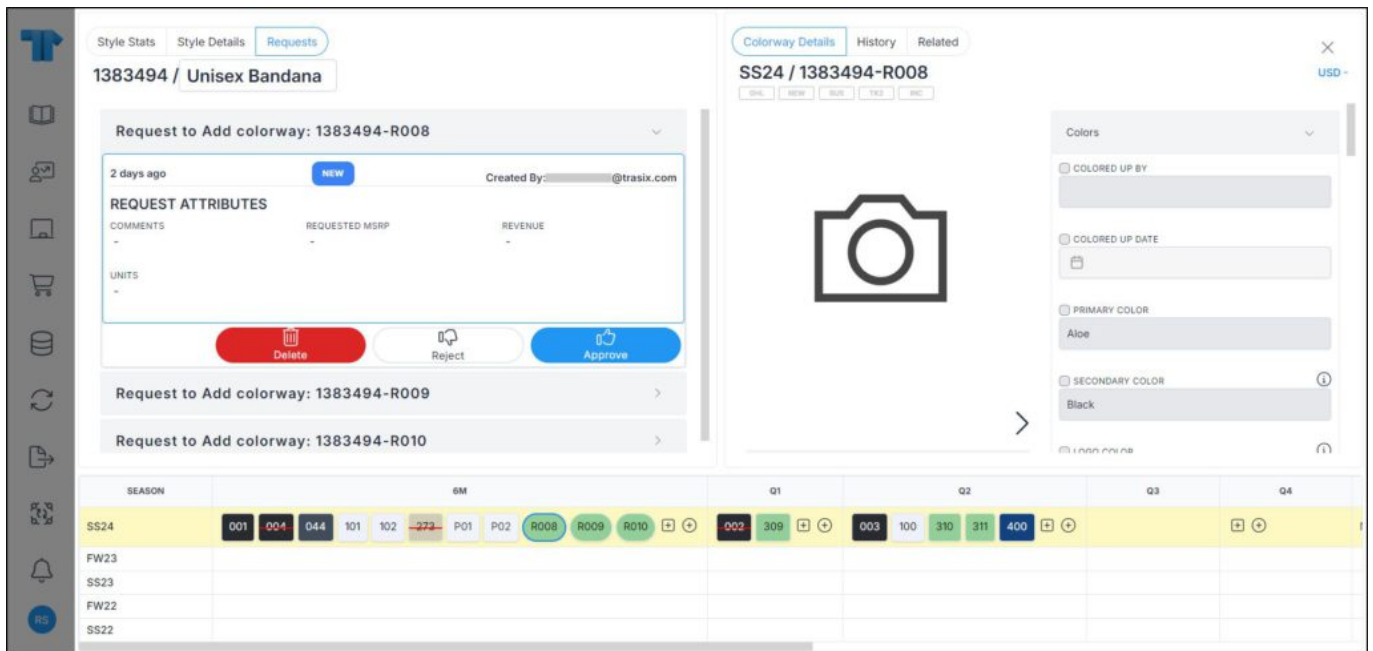 Style Stats Style Details Requests
1383494 / Unisex Bandana
Request to Add colorway: 1383494-R008
2 days ago NEW Created By: @trasix.com
REQUEST ATTRIBUTES
COMMENTS REQUESTED MSRP REVENUE
- - -
UNITS
-
Delete Reject Approve
Request to Add colorway: 1383494-R009
Request to Add colorway: 1383494-R010
Colorway Details History Related
SS24 / 1383494-R008
USD
NEW
Colors
COLORED UP BY
COLORED UP DATE
PRIMARY COLOR
Aloe
SECONDARY COLOR
Black
LOGO COLOR
SEASON 6M Q1 Q2 Q3 Q4
SS24 001 004 044 101 102 273 P01 P02 R008 R009 R010 002 309 003 100 310 311 400
FW23
SS23
FW22
SS22
RS